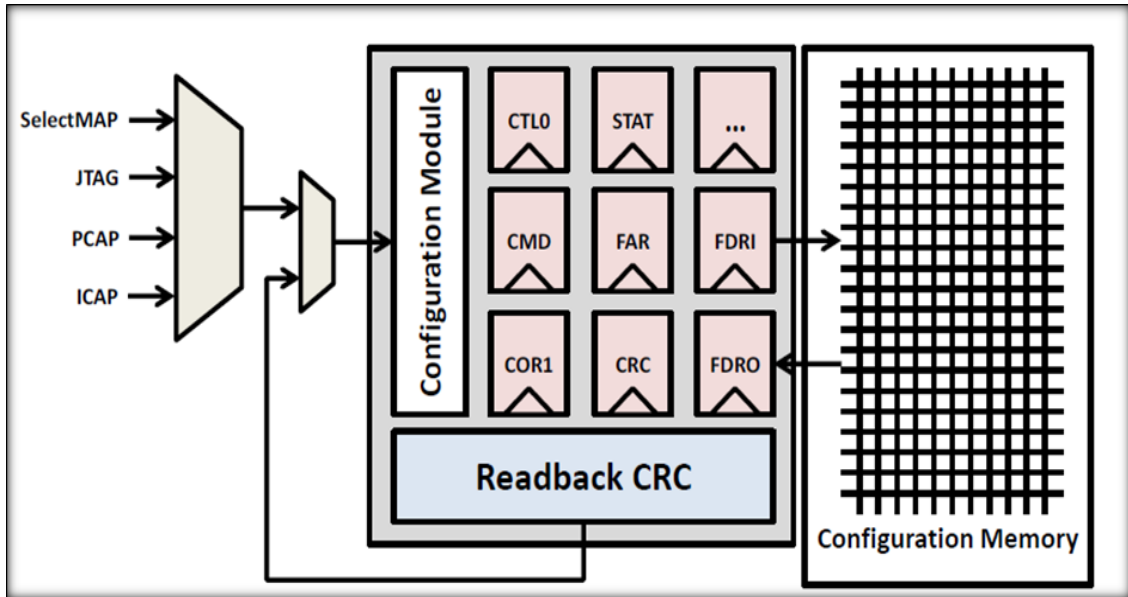 SelectMAP
JTAG
PCAP
ICAP
Configuration Module
CTL0
STAT
...
CMD
FAR
FDRI
COR1
CRC
FDRO
Readback CRC
Configuration Memory